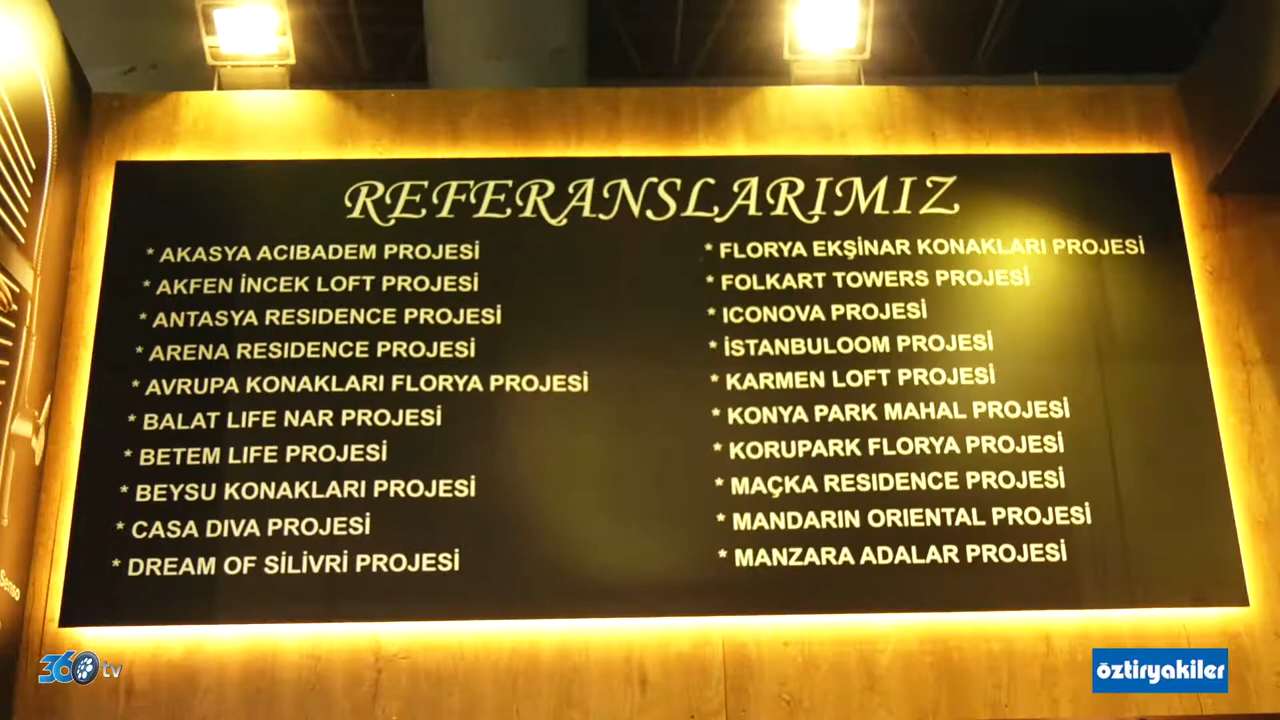 REFERANSLARIMIZ
* AKASYA ACIBADEM PROJESİ
* AKFEN İNCEK LOFT PROJESİ
* ANTASYA RESIDENCE PROJESİ
* ARENA RESIDENCE PROJESİ
* AVRUPA KONAKLARI FLORYA PROJESİ
* BALAT LIFE NAR PROJESİ
* BETEM LIFE PROJESİ
* BEYSU KONAKLARI PROJESİ
* CASA DIVA PROJESİ
* DREAM OF SİLİVRİ PROJESİ
* FLORYA EKŞİNAR KONAKLARI PROJESİ
* FOLKART TOWERS PROJESİ
* ICONOVA PROJESİ
* İSTANBULOOM PROJESİ
* KARMEN LOFT PROJESİ
* KONYA PARK MAHAL PROJESİ
* KORUPARK FLORYA PROJESİ
* MAÇKA RESIDENCE PROJESİ
* MANDARIN ORIENTAL PROJESİ
* MANZARA ADALAR PROJESİ
Senso
360tv
öztiryakiler